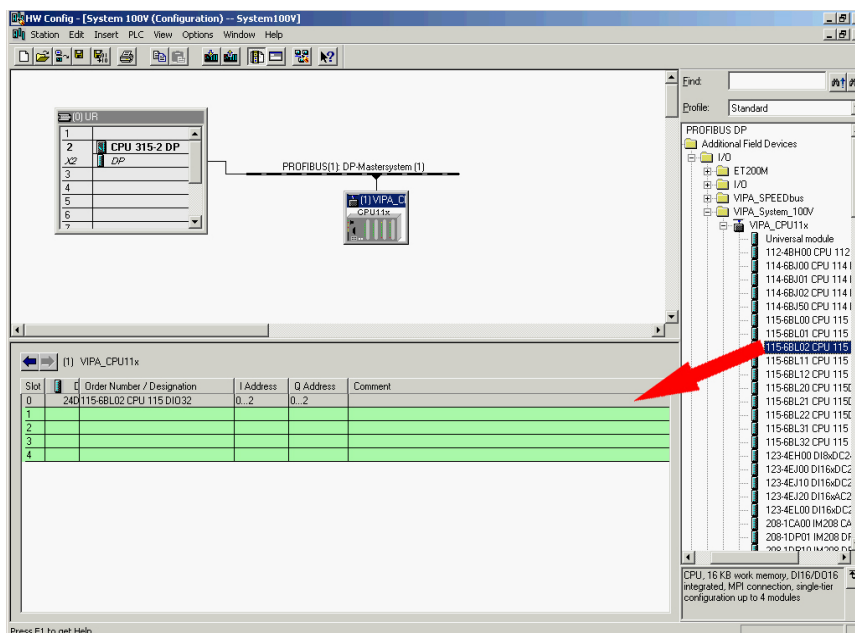 HW Config - [System 100V (Configuration) -- System100V]
Station Edit Insert PLC View Options Window Help
(0) UR
1
2 CPU 315-2 DP
X2 DP
3
4
5
6
7
PROFIBUS(1): DP-Mastersystem (1)
(1) VIPA_C
CPU11x
Find:
Profile: Standard
PROFIBUS DP
Additional Field Devices
I/O
ET200M
I/O
VIPA_SPEEDbus
VIPA_System_100V
VIPA_CPU11x
Universal module
112-4BH00 CPU 112
114-6BJ00 CPU 114
114-6BJ01 CPU 114
114-6BJ02 CPU 114
114-6BJ50 CPU 114
115-6BL00 CPU 115
115-6BL01 CPU 115
115-6BL02 CPU 115
115-6BL11 CPU 115
115-6BL12 CPU 115
115-6BL20 CPU 115
115-6BL21 CPU 115
115-6BL22 CPU 115
115-6BL31 CPU 115
115-6BL32 CPU 115
123-4EH00 DI8xDC2
123-4EJ00 DI16xDC2
123-4EJ10 DI16xDC2
123-4EJ20 DI16xAC2
123-4EL00 DI16xDC2
208-1CA00 IM208 CA
208-1DP01 IM208 DP
208-1DP10 IM208 DP
CPU, 16 KB work memory, DI16/DO16
integrated, MPI connection, single-tier
configuration up to 4 modules
(1) VIPA_CPU11x
Slot D Order Number / Designation I Address Q Address Comment
0 24D 115-6BL02 CPU 115 DIO32 0...2 0...2
1
2
3
4
Press F1 to get Help.